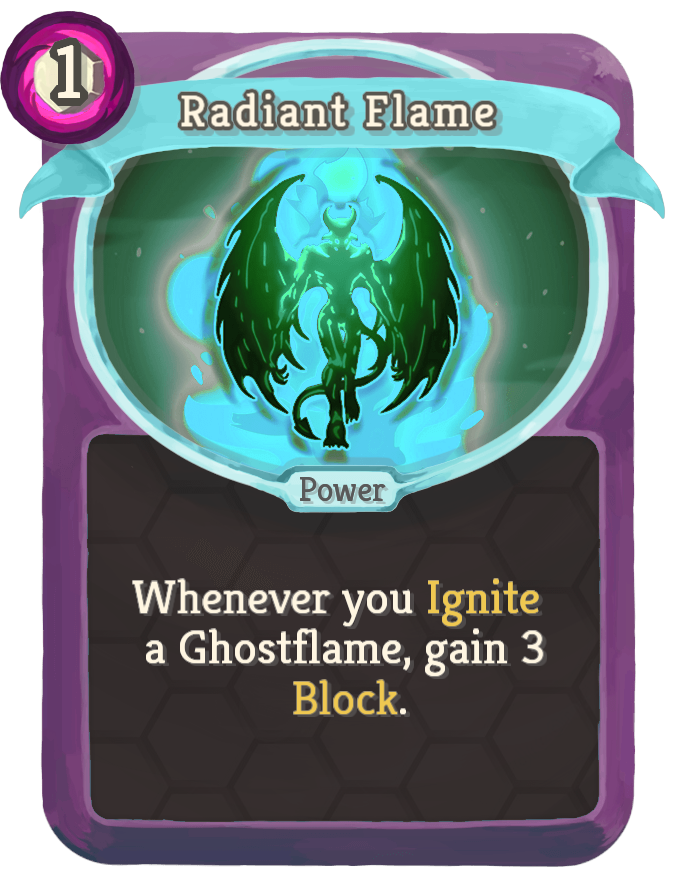 1
Radiant Flame
Power
Whenever you Ignite
a Ghostflame, gain 3
Block.